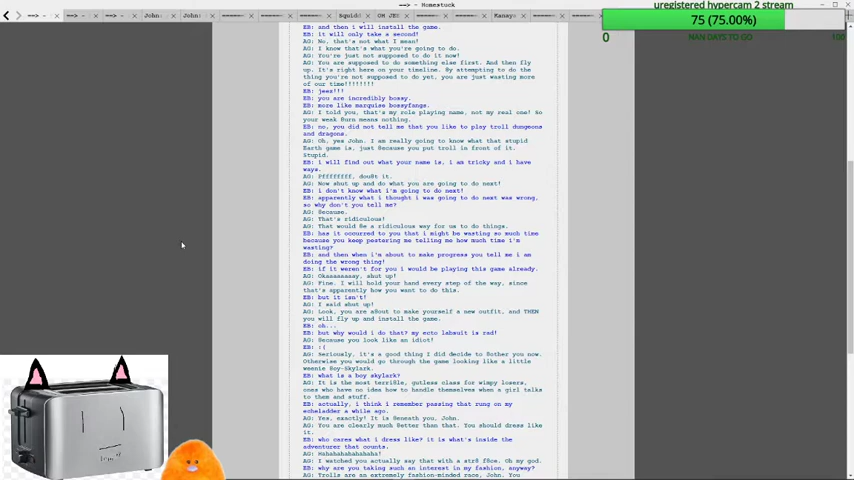 ==> - Homestuck
unregistered hypercam 2 stream
75 (75.00%)
0
NAN DAYS TO GO
100
==> -
==>
==>
John:
John:
Squid
OH JE
Kanay
EB: and then i will install the game.
EB: it will only take a second!
AG: No, that's not what I mean!
AG: I know that's what you're going to do.
AG: You're just not supposed to do it now!
AG: You are supposed to do something else first. And then fly
up. It's right here on your timeline. By attempting to do the
thing you're not supposed to do yet, you are just wasting more
of our time!!!!!!!!
EB: jeez!!!
EB: you are incredibly bossy.
EB: more like marquise bossyfangs.
AG: I told you, that's my role playing name, not my real one! So
your weak 8urn means nothing.
EB: no, you did not tell me that you like to play troll dungeons
and dragons.
AG: Oh, yes John. I am really going to know what that stupid
Earth game is, just 8ecause you put troll in front of it.
Stupid.
EB: i will find out what your name is, i am tricky and i have
ways.
AG: Pffffffff, dou8t it.
AG: Now shut up and do what you are going to do next!
EB: i don't know what i'm going to do next!
EB: apparently what i thought i was going to do next was wrong,
so why don't you tell me?
AG: 8ecause.
AG: That's ridiculous!
AG: That would 8e a ridiculous way for us to do things.
EB: has it occurred to you that i might be wasting so much time
because you keep pestering me telling me how much time i'm
wasting?
EB: and then when i'm about to make progress you tell me i am
doing the wrong thing!
EB: if it weren't for you i would be playing this game already.
AG: Okaaaaaaaay, shut up!
AG: Fine. I will hold your hand every step of the way, since
that's apparently how you want to do this.
EB: but it isn't!
AG: I said shut up!
AG: Look, you are a8out to make yourself a new outfit, and THEN
you will fly up and install the game.
EB: oh...
EB: but why would i do that? my ecto labsuit is rad!
AG: 8ecause you look like an idiot!
EB: :(
AG: Seriously, it's a good thing I did decide to 8other you now.
Otherwise you would go through the game looking like a little
weenie 8oy-Skylark.
EB: what is a boy skylark?
AG: It is the most terri8le, gutless class for wimpy losers,
ones who have no idea how to handle themselves when a girl talks
to them and stuff.
EB: actually, i think i remember passing that rung on my
echeladder a while ago.
AG: Yes, exactly! It is 8eneath you, John.
AG: You are clearly much 8etter than that. You should dress like
it.
EB: who cares what i dress like? it is what's inside the
adventurer that counts.
AG: Hahahahahahahaha!
AG: I watched you actually say that with a str8 f8ce. Oh my god.
EB: why are you taking such an interest in my fashion, anyway?
AG: Trolls are an extremely fashion-minded race, John. You